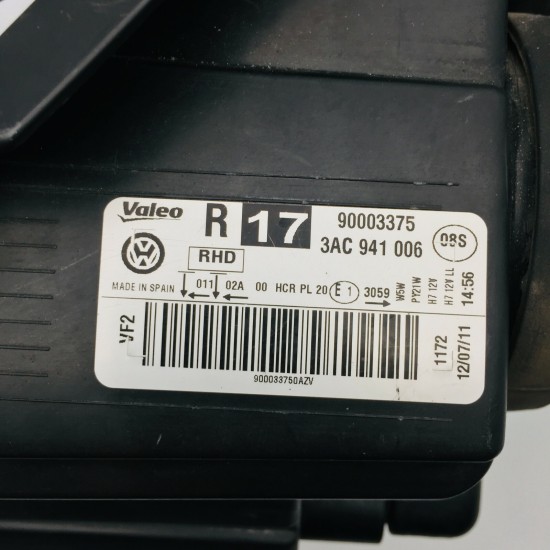 Valeo R 17 90003375
3AC 941 006 08S
RHD
MADE IN SPAIN 011 02A 00 HCR PL 20 E 1 3059
W5W
PY21W
H7 12V
H7 12V LL
14:56
VF2
1172
12/07/11
900033750AZV